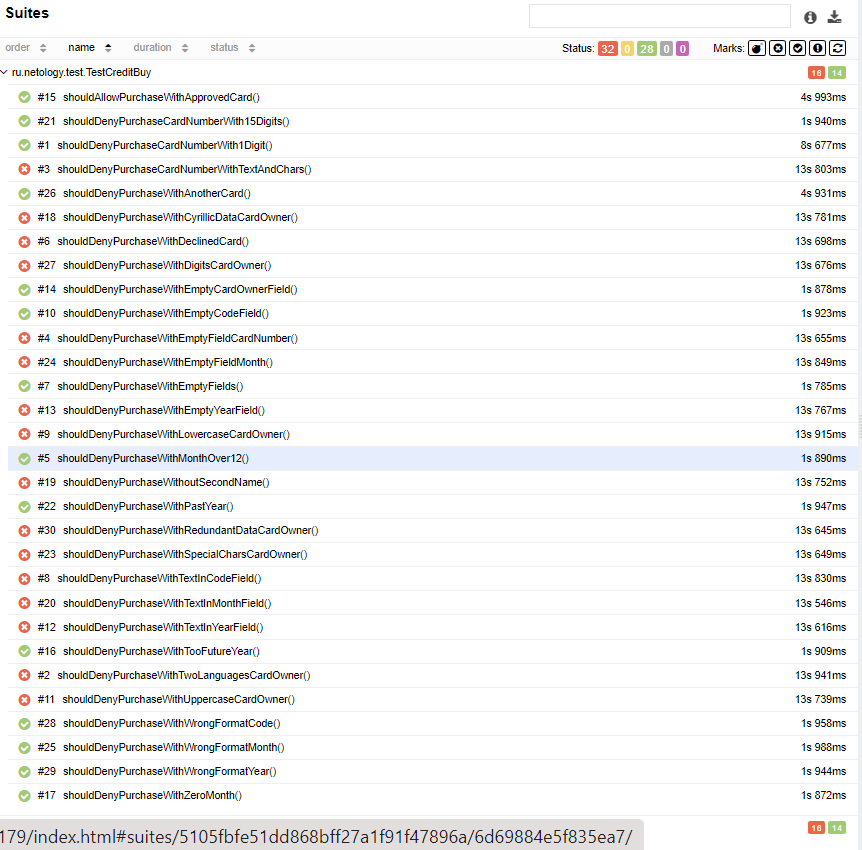 Suites
order name duration status Status: 32 0 28 0 0 Marks:
ru.netology.test.TestCreditBuy 16 14
#15 shouldAllowPurchaseWithApprovedCard() 4s 993ms
#21 shouldDenyPurchaseCardNumberWith15Digits() 1s 940ms
#1 shouldDenyPurchaseCardNumberWith1Digit() 8s 677ms
#3 shouldDenyPurchaseCardNumberWithTextAndChars() 13s 803ms
#26 shouldDenyPurchaseWithAnotherCard() 4s 931ms
#18 shouldDenyPurchaseWithCyrillicDataCardOwner() 13s 781ms
#6 shouldDenyPurchaseWithDeclinedCard() 13s 698ms
#27 shouldDenyPurchaseWithDigitsCardOwner() 13s 676ms
#14 shouldDenyPurchaseWithEmptyCardOwnerField() 1s 878ms
#10 shouldDenyPurchaseWithEmptyCodeField() 1s 923ms
#4 shouldDenyPurchaseWithEmptyFieldCardNumber() 13s 655ms
#24 shouldDenyPurchaseWithEmptyFieldMonth() 13s 849ms
#7 shouldDenyPurchaseWithEmptyFields() 1s 785ms
#13 shouldDenyPurchaseWithEmptyYearField() 13s 767ms
#9 shouldDenyPurchaseWithLowercaseCardOwner() 13s 915ms
#5 shouldDenyPurchaseWithMonthOver12() 1s 890ms
#19 shouldDenyPurchaseWithoutSecondName() 13s 752ms
#22 shouldDenyPurchaseWithPastYear() 1s 947ms
#30 shouldDenyPurchaseWithRedundantDataCardOwner() 13s 645ms
#23 shouldDenyPurchaseWithSpecialCharsCardOwner() 13s 649ms
#8 shouldDenyPurchaseWithTextInCodeField() 13s 830ms
#20 shouldDenyPurchaseWithTextInMonthField() 13s 546ms
#12 shouldDenyPurchaseWithTextInYearField() 13s 616ms
#16 shouldDenyPurchaseWithTooFutureYear() 1s 909ms
#2 shouldDenyPurchaseWithTwoLanguagesCardOwner() 13s 941ms
#11 shouldDenyPurchaseWithUppercaseCardOwner() 13s 739ms
#28 shouldDenyPurchaseWithWrongFormatCode() 1s 958ms
#25 shouldDenyPurchaseWithWrongFormatMonth() 1s 988ms
#29 shouldDenyPurchaseWithWrongFormatYear() 1s 944ms
#17 shouldDenyPurchaseWithZeroMonth() 1s 872ms
16 14
179/index.html#suites/5105fbfe51dd868bff27a1f91f47896a/6d69884e5f835ea7/